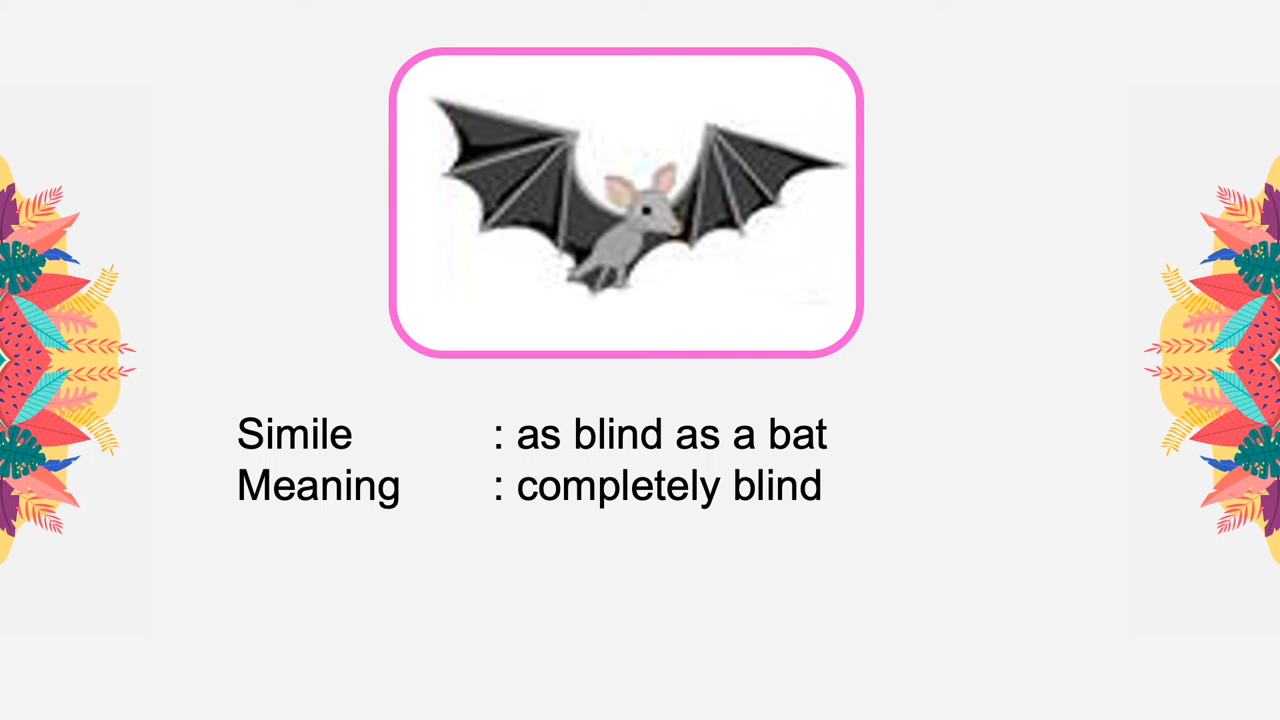 Simile : as blind as a bat
Meaning : completely blind